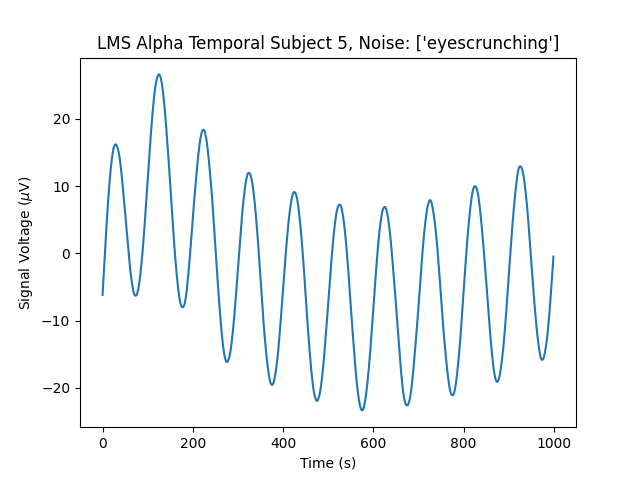 LMS Alpha Temporal Subject 5, Noise: ['eyescrunching']
Signal Voltage (μV)
20
10
0
−10
−20
0 200 400 600 800 1000
Time (s)